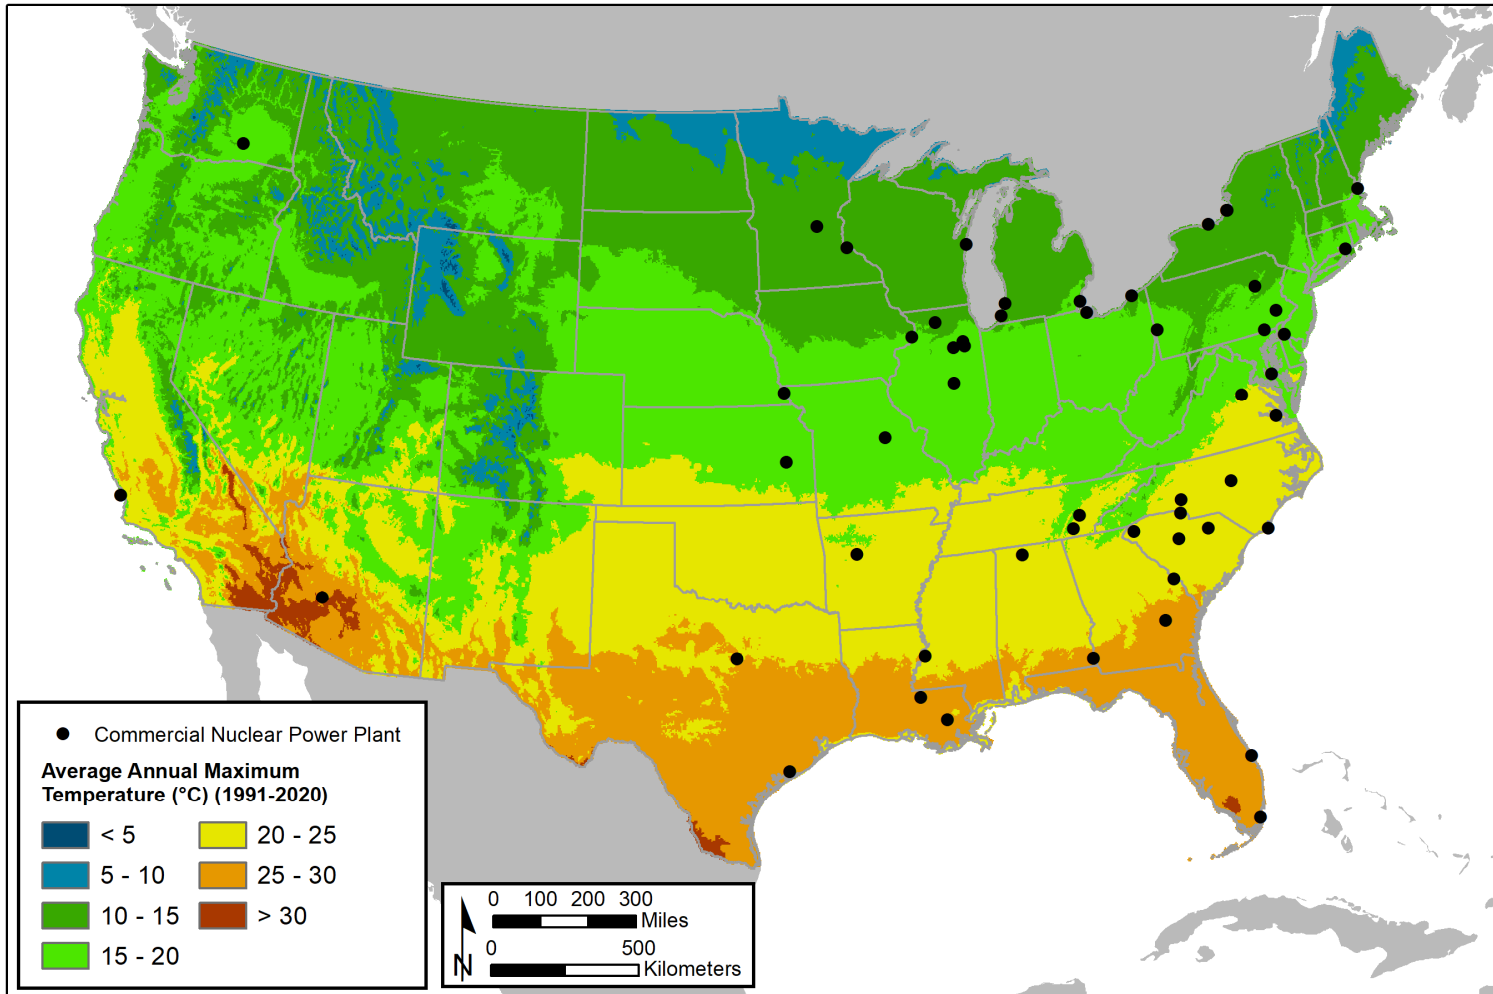 Commercial Nuclear Power Plant
Average Annual Maximum
Temperature (°C) (1991-2020)
< 5
5 - 10
10 - 15
15 - 20
20 - 25
25 - 30
> 30
N
0 100 200 300
Miles
0 500
Kilometers